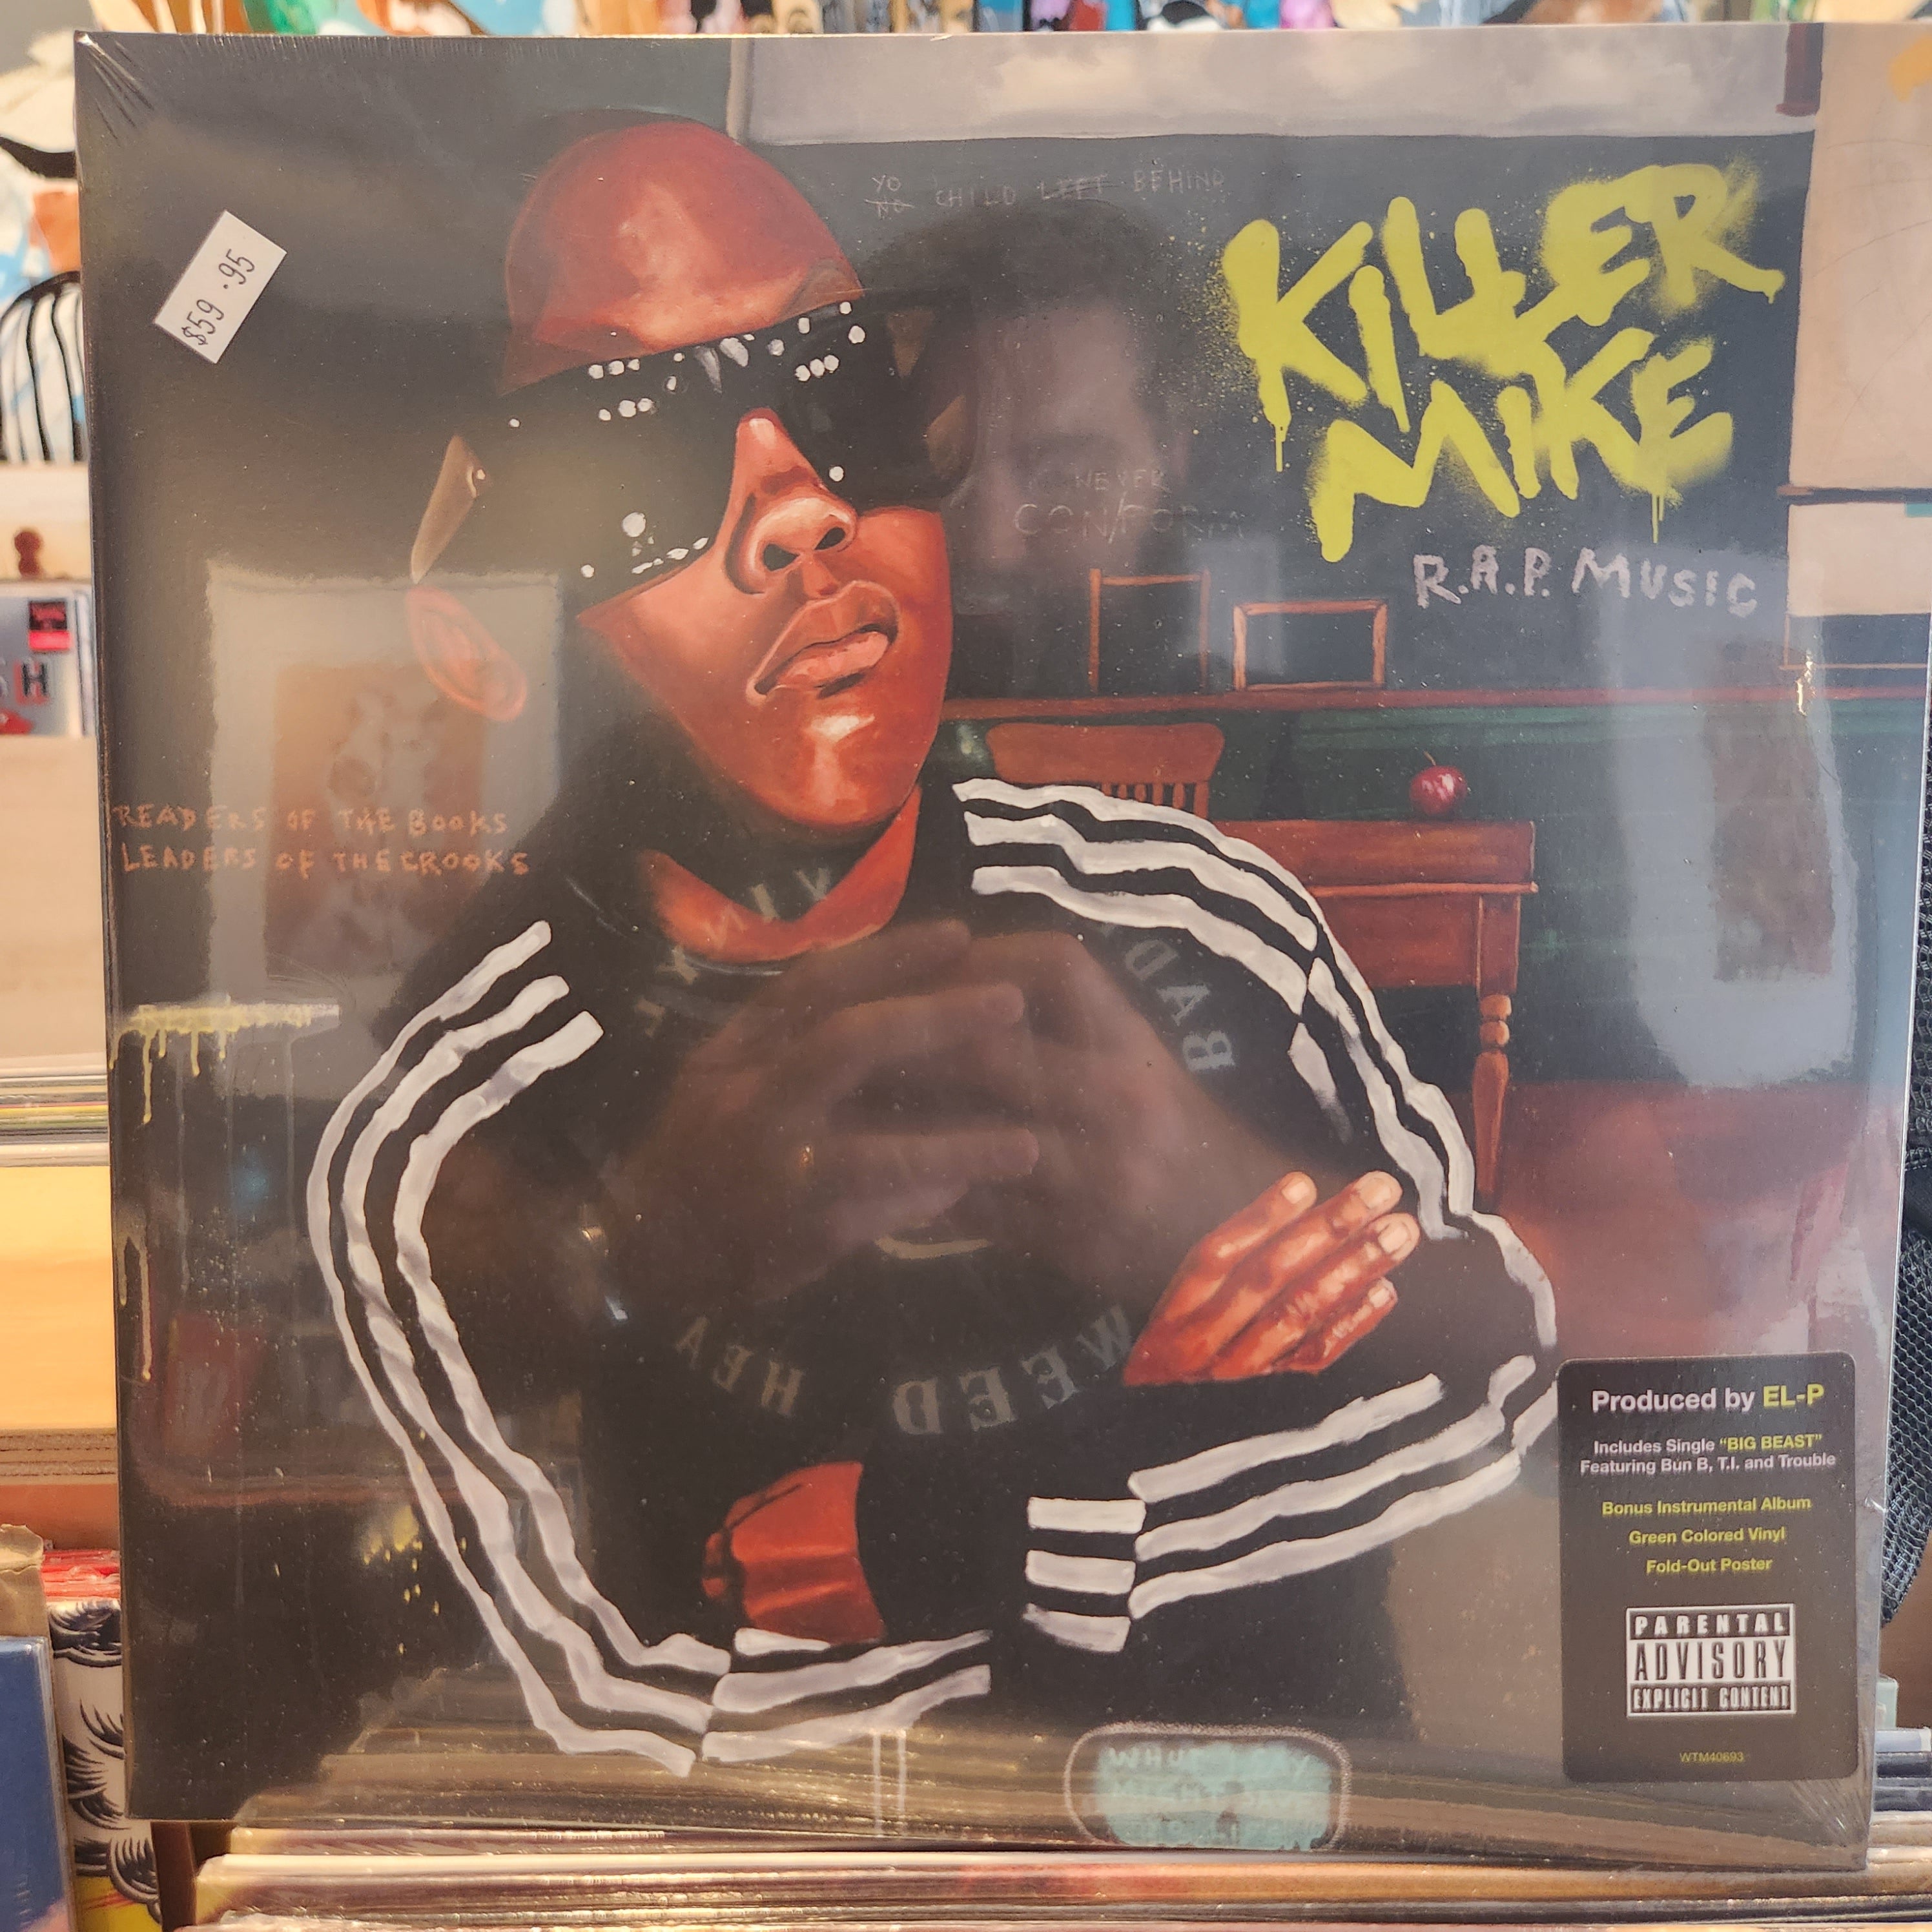 YO
NO CHILD LEFT BEHIND
KiLLER
MiKE
R.A.P. MUSIC
$59.95
NEVER
CONFORM
READERS OF THE BOOKS
LEADERS OF THE CROOKS
BAD
WEED
HEA
Produced by EL-P
Includes Single “BIG BEAST”
Featuring Bun B, T.I. and Trouble
Bonus Instrumental Album
Green Colored Vinyl
Fold-Out Poster
PARENTAL
ADVISORY
EXPLICIT CONTENT
WTM40693